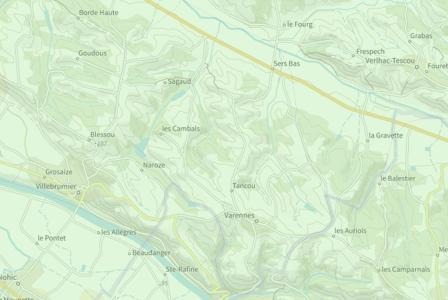 Borde Haute
le Fourg
Grabas
Goudous
Frespech
Verlhac-Tescou
Sers Bas
Sagaud
Blessou
les Cambals
la Gravette
Naroze
Grosaize
Villebrumier
Tancou
le Balestier
Varennes
les Allègres
le Pontet
les Auriols
Beaudanger
Ste-Rafine
les Camparnals